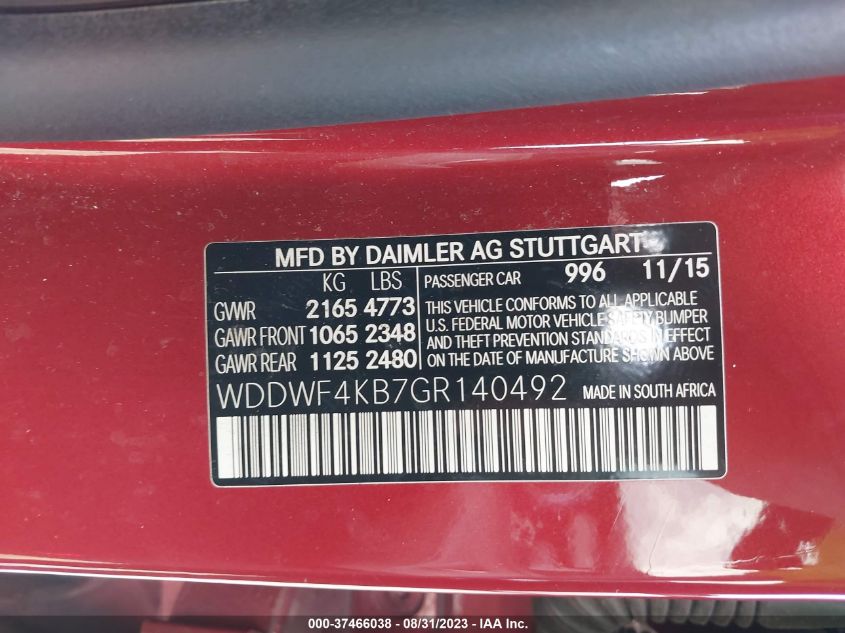 MFD BY DAIMLER AG STUTTGART
KG LBS
GVWR 2165 4773
GAWR FRONT 1065 2348
GAWR REAR 1125 2480
PASSENGER CAR 996 11/15
THIS VEHICLE CONFORMS TO ALL APPLICABLE
U.S. FEDERAL MOTOR VEHICLE SAFETY BUMPER
AND THEFT PREVENTION STANDARDS IN EFFECT
ON THE DATE OF MANUFACTURE SHOWN ABOVE
WDDWF4KB7GR140492 MADE IN SOUTH AFRICA
000-37466038 - 08/31/2023 - IAA Inc.